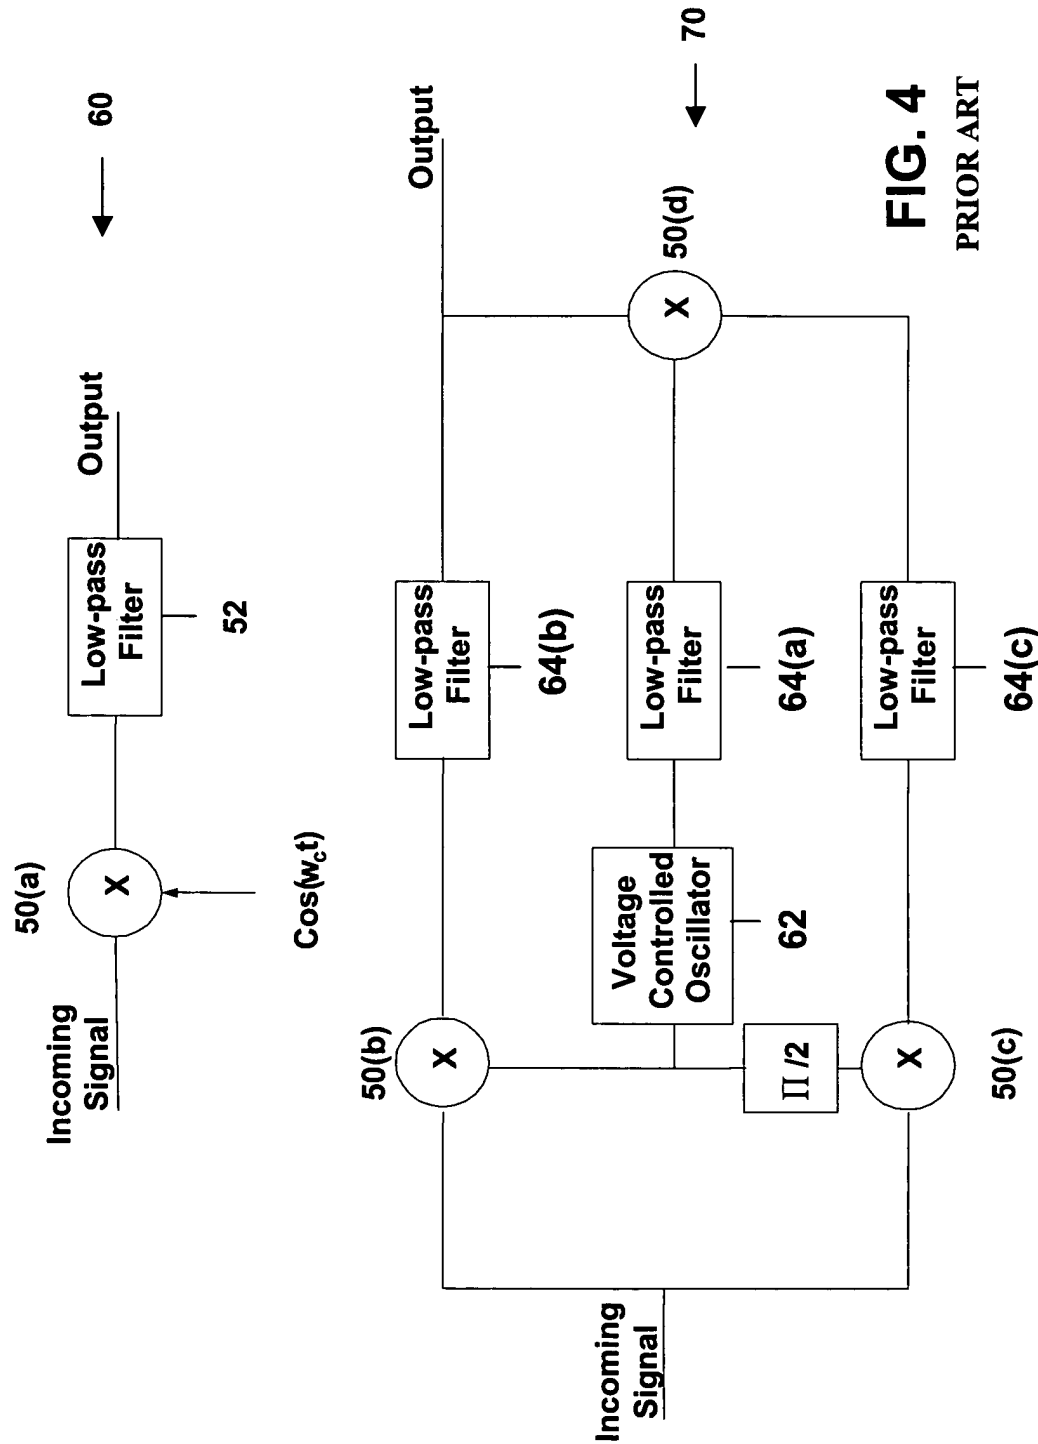 60
50(a)
Incoming
Signal
X
Low-pass
Filter
Output
52
Cos(w_ct)
70
50(b)
X
Low-pass
Filter
Output
64(b)
Incoming
Signal
Voltage
Controlled
Oscillator
62
Low-pass
Filter
64(a)
X
50(d)
Π/2
X
50(c)
Low-pass
Filter
64(c)
FIG. 4
PRIOR ART